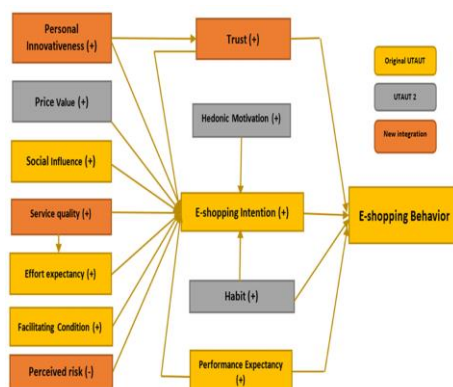 Personal
Innovativeness (+)
Trust (+)
Original UTAUT
Price Value (+)
UTAUT 2
Hedonic Motivation (+)
New integration
Social Influence (+)
Service quality (+)
E-shopping Intention (+)
E-shopping Behavior
Effort expectancy (+)
Habit (+)
Facilitating Condition (+)
Performance Expectancy
(+)
Perceived risk (-)